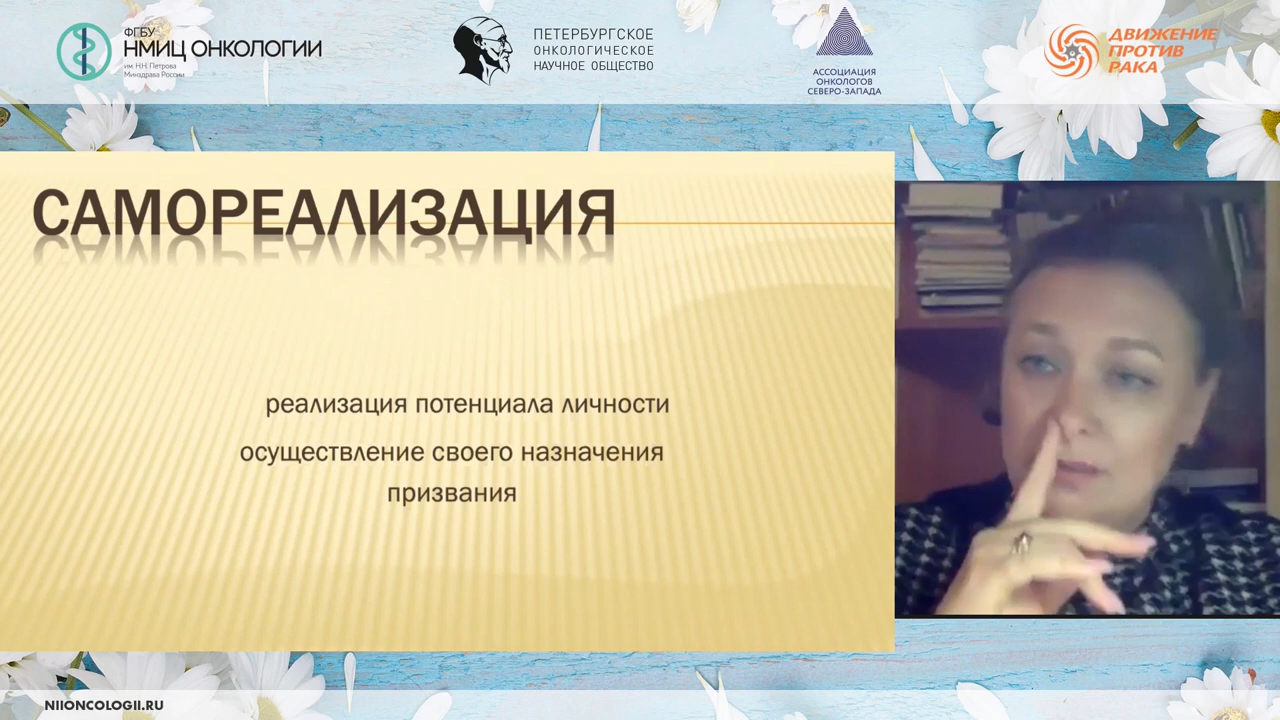 ФГБУ
НМИЦ ОНКОЛОГИИ
им. Н.Н. Петрова
Минздрава России
ПЕТЕРБУРГСКОЕ
ОНКОЛОГИЧЕСКОЕ
НАУЧНОЕ ОБЩЕСТВО
АССОЦИАЦИЯ
ОНКОЛОГОВ
СЕВЕРО-ЗАПАДА
ДВИЖЕНИЕ
ПРОТИВ
РАКА
САМОРЕАЛИЗАЦИЯ
реализация потенциала личности
осуществление своего назначения
призвания
NIIONCOLOGII.RU